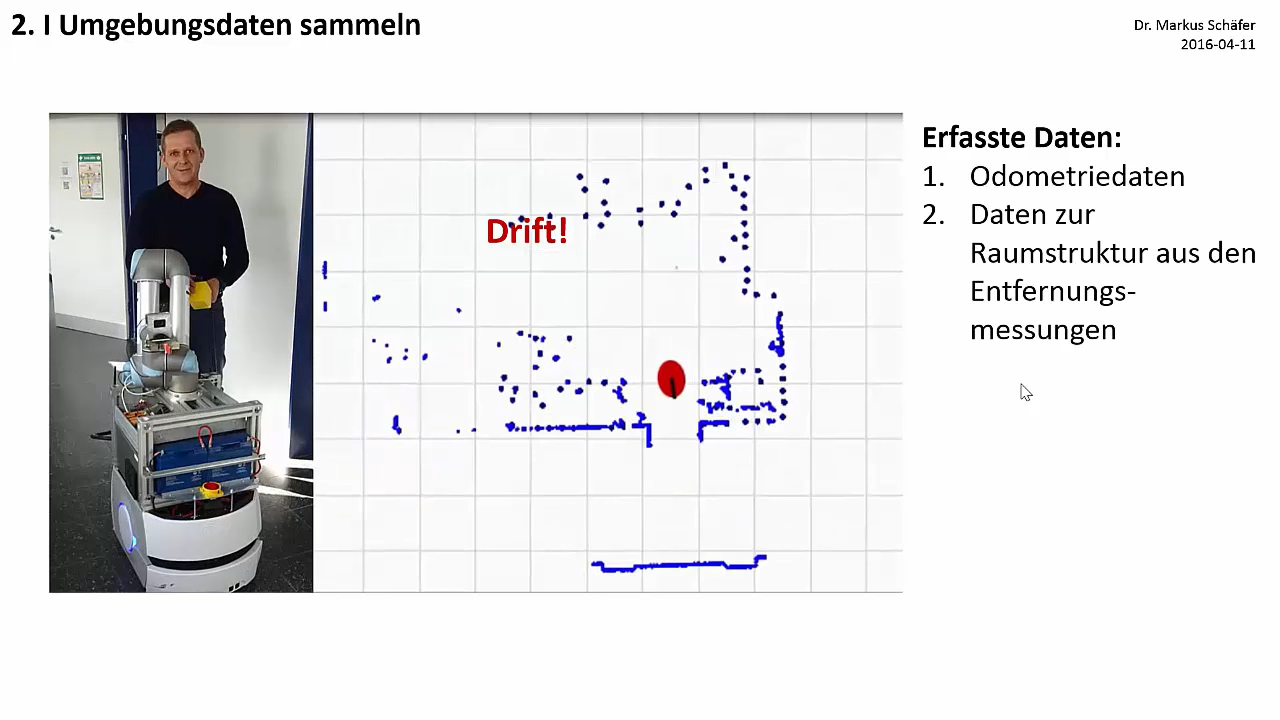 2. I Umgebungsdaten sammeln
Dr. Markus Schäfer
2016-04-11
Drift!
Erfasste Daten:
1. Odometriedaten
2. Daten zur
Raumstruktur aus den
Entfernungs-
messungen